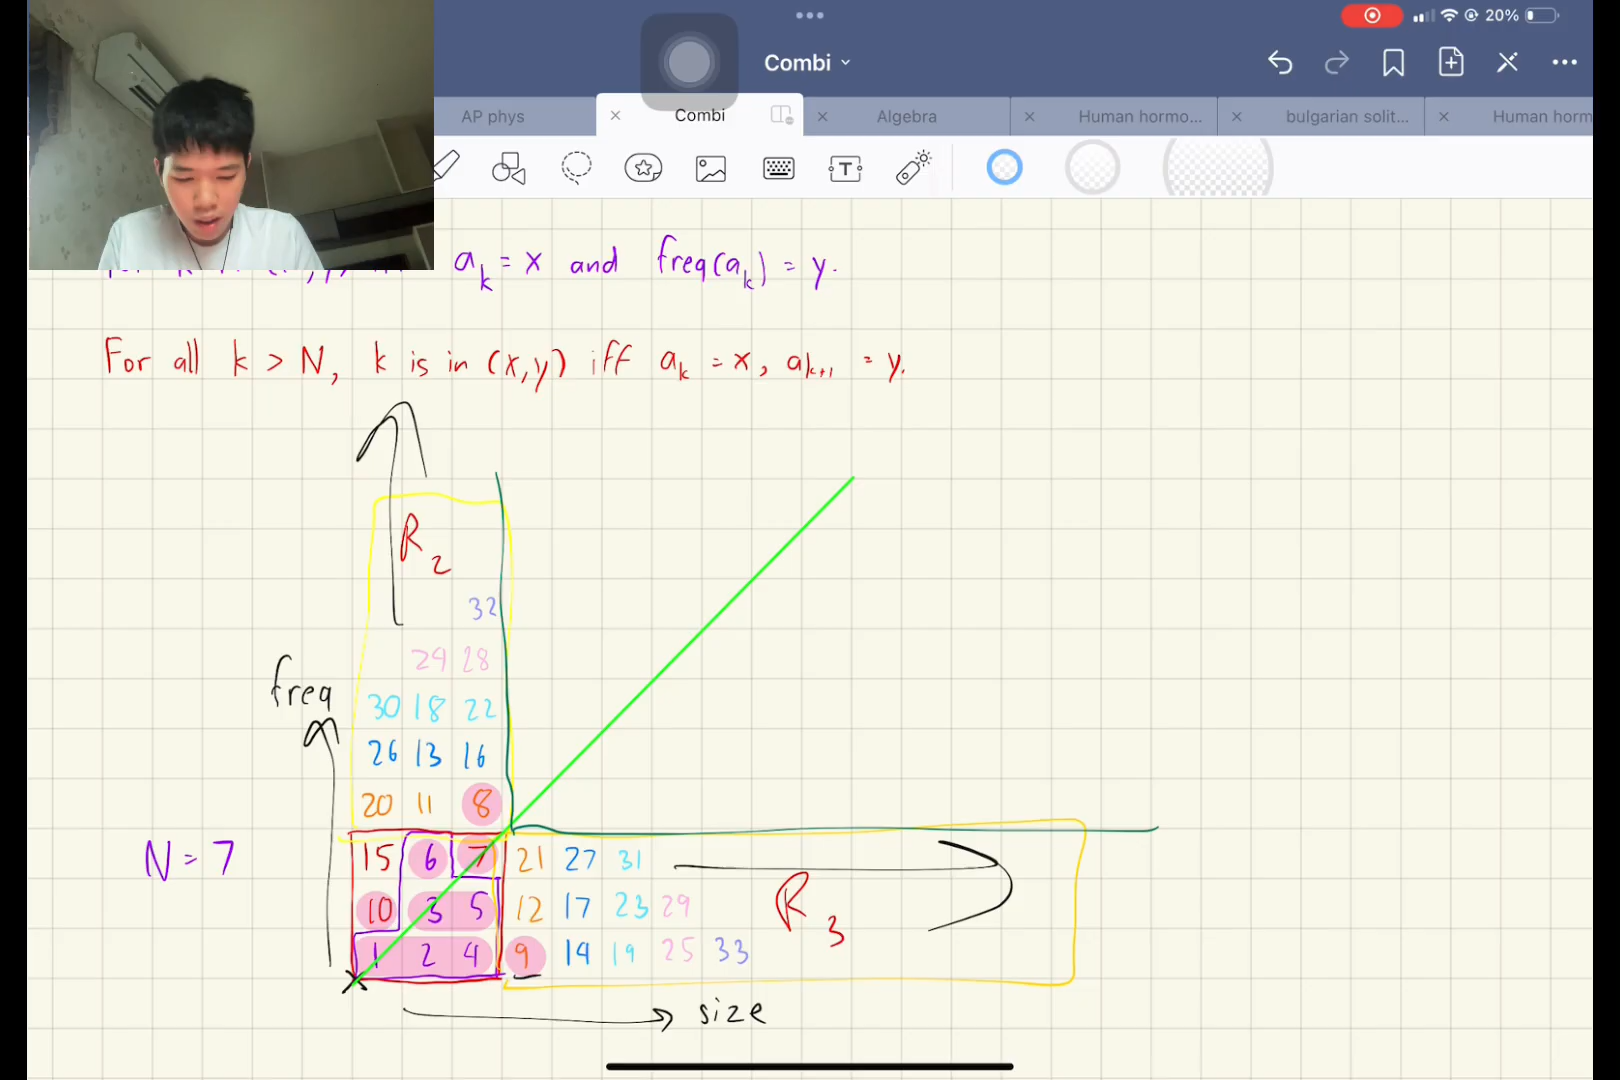 20%
Combi
AP phys
Combi
Algebra
Human hormo...
bulgarian solit...
Human horm
T
a_k = x and freq(a_k) = y.
For all k > N, k is in (x,y) iff a_k = x, a_{k+1} = y.
R_2
32
29 28
freq
30 18 22
26 13 16
20 11 8
N = 7
15 6 7 21 27 31
10 3 5 12 17 23 29
R_3
1 2 4 9 14 19 25 33
size